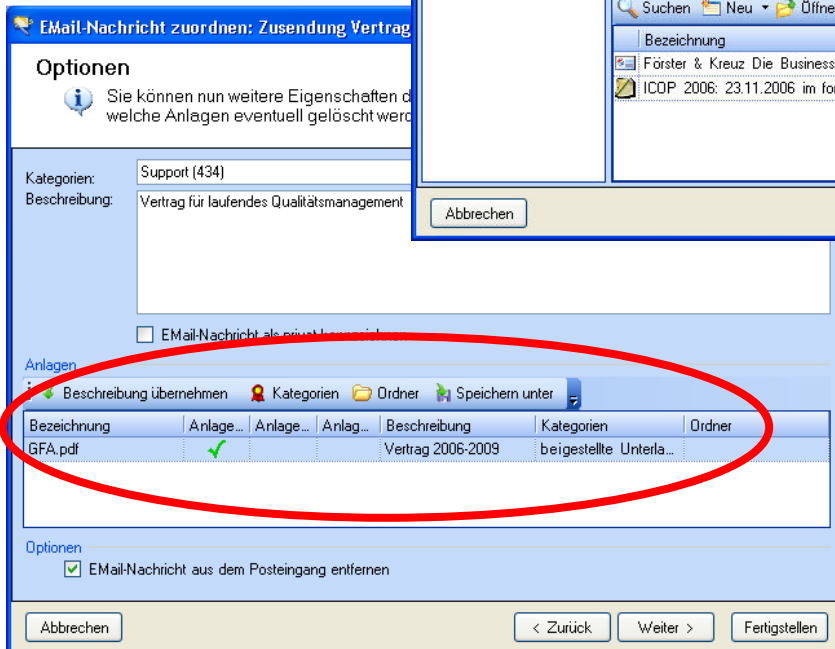 Suchen Neu Öffne
Bezeichnung
Förster & Kreuz Die Business
ICOP 2006: 23.11.2006 im fo
Abbrechen
EMail-Nachricht zuordnen: Zusendung Vertrag
Optionen
Sie können nun weitere Eigenschaften d
welche Anlagen eventuell gelöscht werd
Kategorien: Support (434)
Beschreibung: Vertrag für laufendes Qualitätsmanagement
EMail-Nachricht als privat kennzeichnen
Anlagen
Beschreibung übernehmen Kategorien Ordner Speichern unter
Bezeichnung Anlage... Anlage... Anlag... Beschreibung Kategorien Ordner
GFA.pdf Vertrag 2006-2009 beigestellte Unterla...
Optionen
EMail-Nachricht aus dem Posteingang entfernen
Abbrechen < Zurück Weiter > Fertigstellen